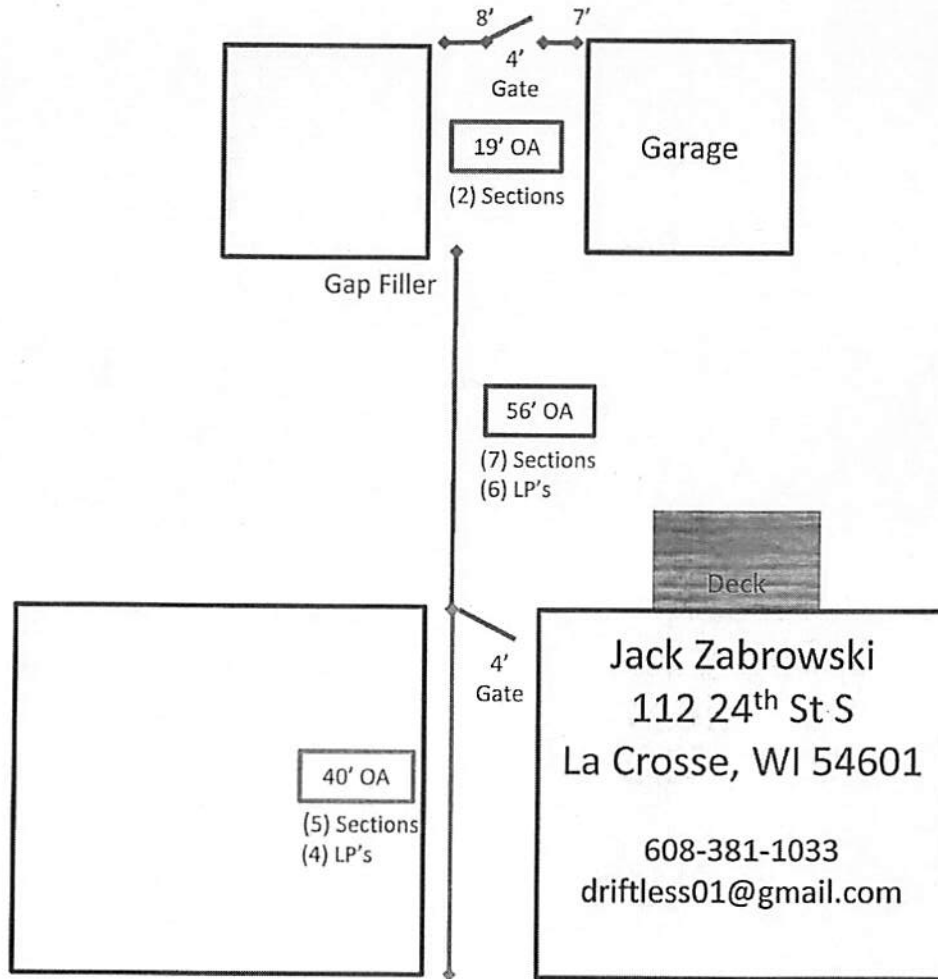 8'
7'
4'
Gate
19' OA
(2) Sections
Garage
Gap Filler
56' OA
(7) Sections
(6) LP's
Deck
4'
Gate
Jack Zabrowski
112 24th St S
La Crosse, WI 54601
40' OA
(5) Sections
(4) LP's
608-381-1033
driftless01@gmail.com